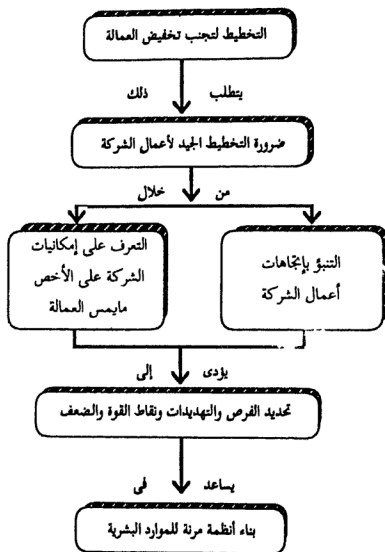 التخطيط لتجنب تخفيض العمالة
يتطلب ذلك
ضرورة التخطيط الجيد لأعمال الشركة
من خلال
التنبؤ بإتجاهات
أعمال الشركة
التعرف على إمكانيات
الشركة على الأخص
مايمس العمالة
يؤدى إلى
تحديد الفرص والتهديدات ونقاط القوة والضعف
يساعد فى
بناء أنظمة مرنة للموارد البشرية